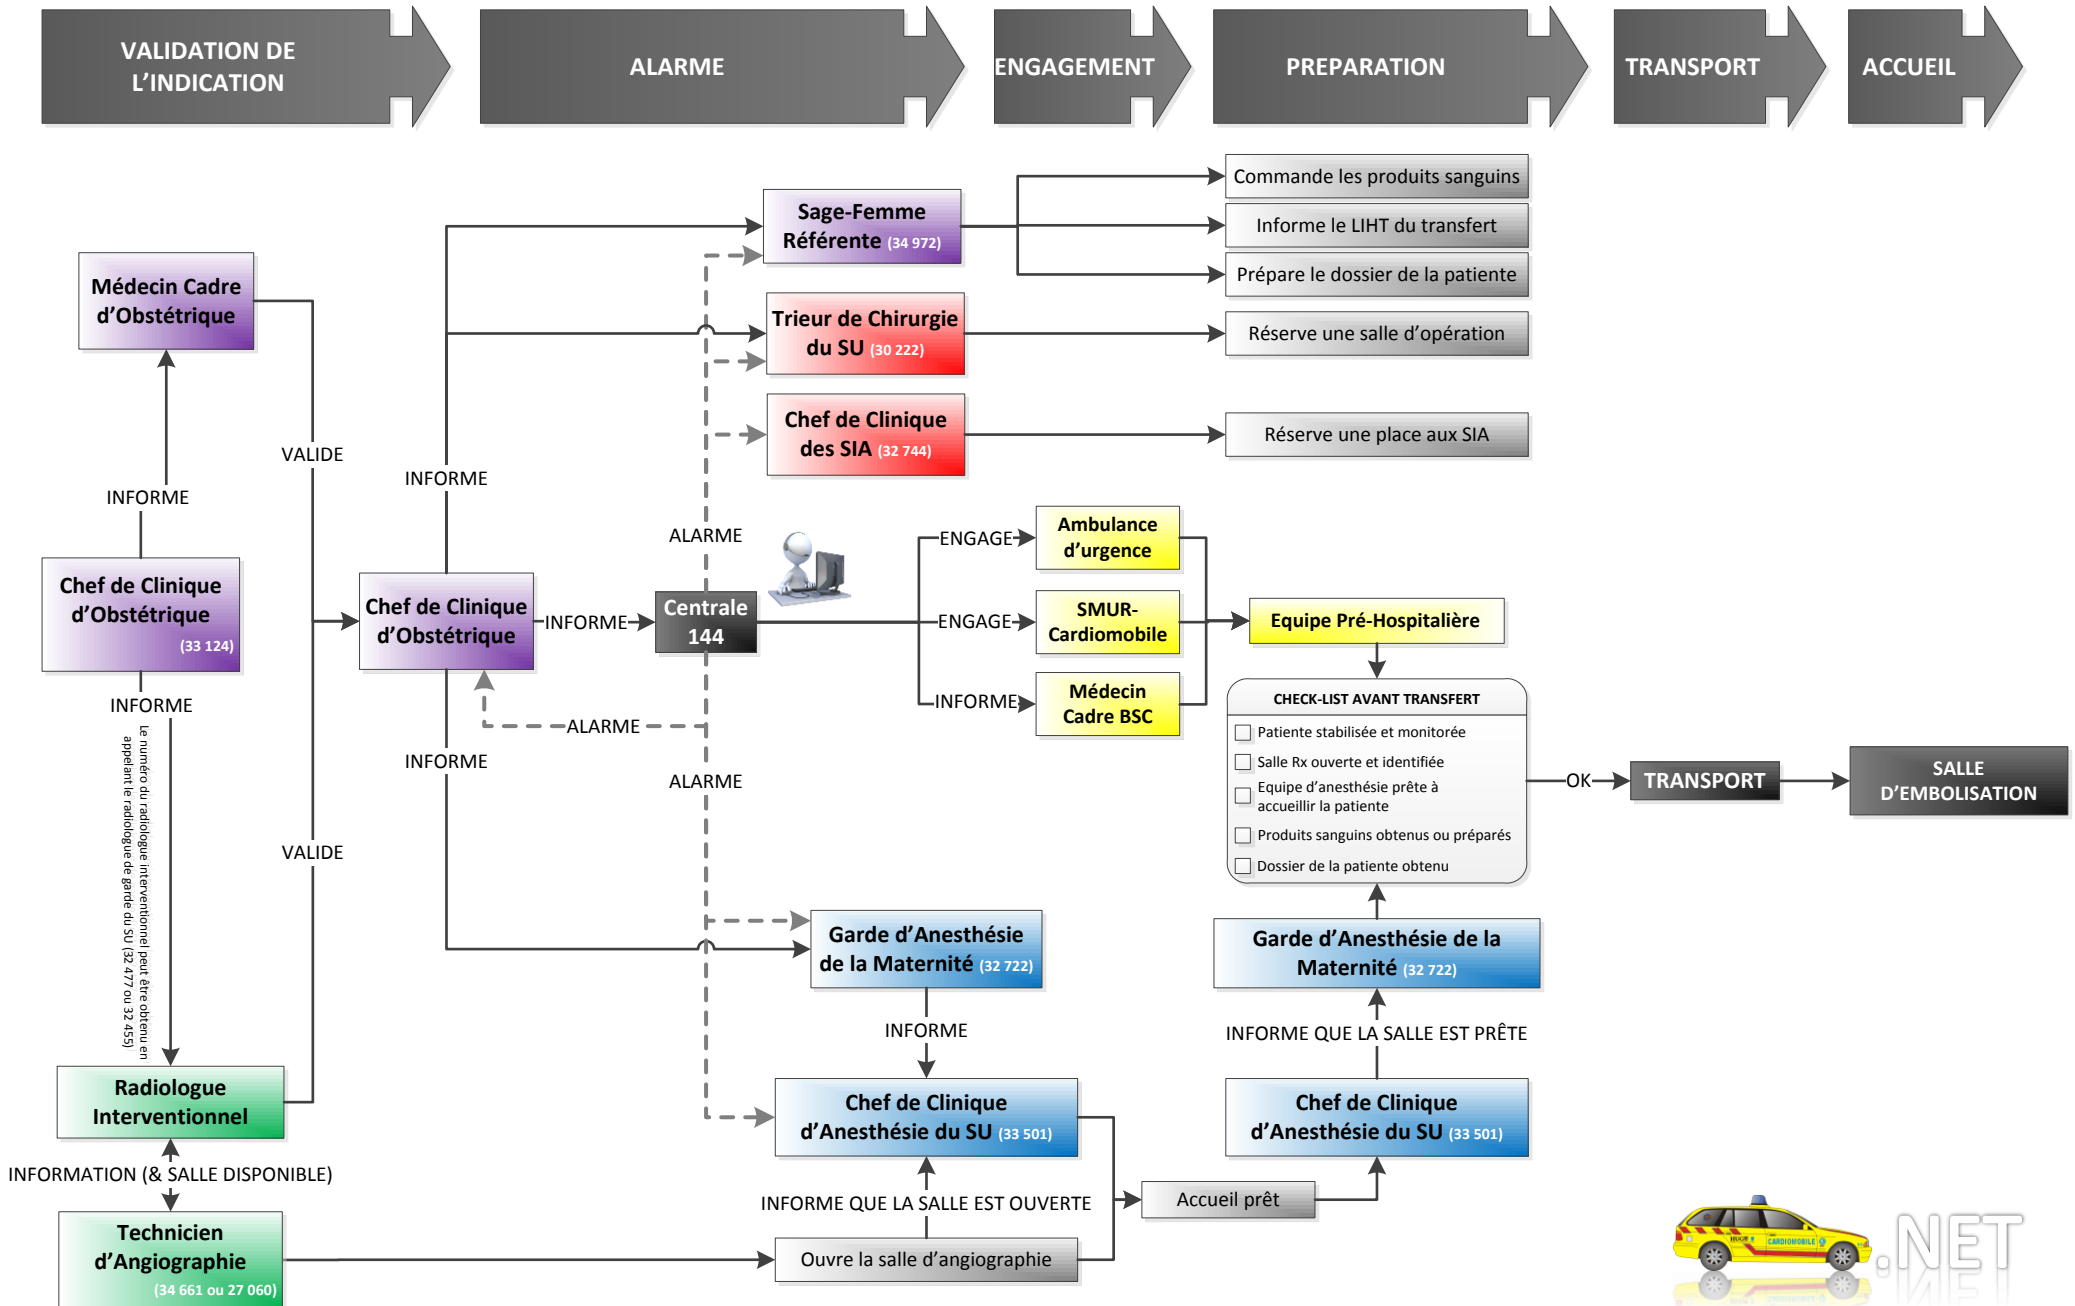 VALIDATION DE
L'INDICATION
ALARME
ENGAGEMENT
PREPARATION
TRANSPORT
ACCUEIL
Sage-Femme
Référente (34 972)
Commande les produits sanguins
Informe le LIHT du transfert
Prépare le dossier de la patiente
Médecin Cadre
d'Obstétrique
Trieur de Chirurgie
du SU (30 222)
Réserve une salle d'opération
Chef de Clinique
des SIA (32 744)
Réserve une place aux SIA
VALIDE
INFORME
INFORME
ALARME
Chef de Clinique
d'Obstétrique
(33 124)
Chef de Clinique
d'Obstétrique
INFORME
Centrale
144
ENGAGE
Ambulance
d'urgence
ENGAGE
SMUR-
Cardiomobile
INFORME
Médecin
Cadre BSC
Equipe Pré-Hospitalière
INFORME
Le numéro du radiologue interventionnel peut être obtenu en
appelant le radiologue de garde du SU (32 477 ou 32 455)
ALARME
INFORME
ALARME
VALIDE
CHECK-LIST AVANT TRANSFERT
Patiente stabilisée et monitorée
Salle Rx ouverte et identifiée
Equipe d'anesthésie prête à
accueillir la patiente
Produits sanguins obtenus ou préparés
Dossier de la patiente obtenu
OK
TRANSPORT
SALLE
D'EMBOLISATION
Garde d'Anesthésie
de la Maternité (32 722)
Garde d'Anesthésie de la
Maternité (32 722)
INFORME
INFORME QUE LA SALLE EST PRÊTE
Radiologue
Interventionnel
Chef de Clinique
d'Anesthésie du SU (33 501)
Chef de Clinique
d'Anesthésie du SU (33 501)
INFORMATION (& SALLE DISPONIBLE)
INFORME QUE LA SALLE EST OUVERTE
Accueil prêt
Technicien
d'Angiographie
(34 661 ou 27 060)
Ouvre la salle d'angiographie
HUG
CARDIOMOBILE
.NET